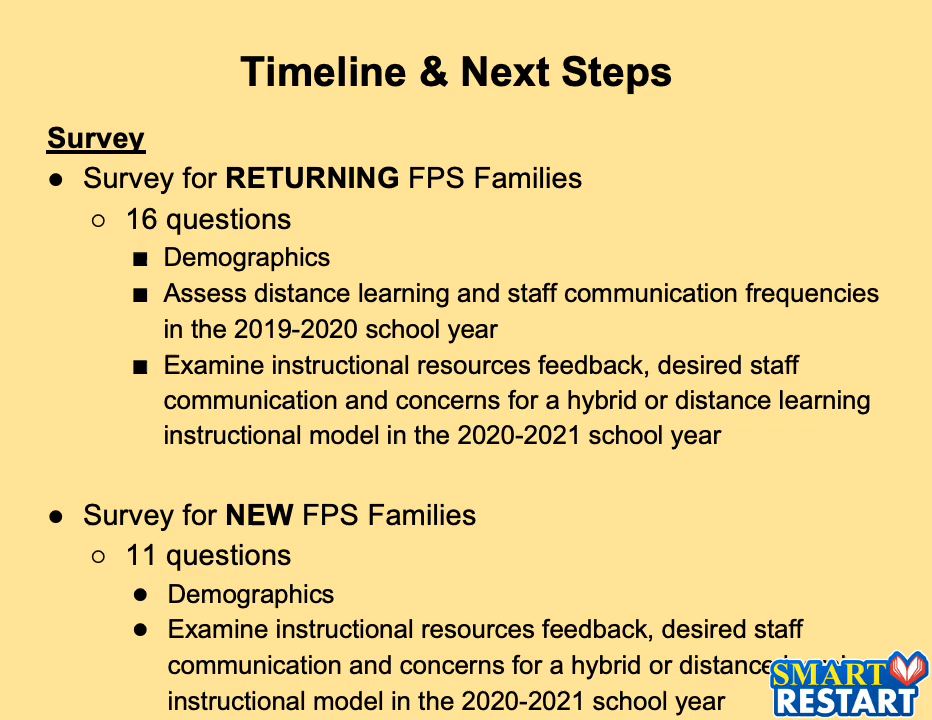 Timeline & Next Steps
Survey
● Survey for RETURNING FPS Families
○ 16 questions
■ Demographics
■ Assess distance learning and staff communication frequencies
in the 2019-2020 school year
■ Examine instructional resources feedback, desired staff
communication and concerns for a hybrid or distance learning
instructional model in the 2020-2021 school year
● Survey for NEW FPS Families
○ 11 questions
● Demographics
● Examine instructional resources feedback, desired staff
communication and concerns for a hybrid or distance
instructional model in the 2020-2021 school year
SMART
RESTART